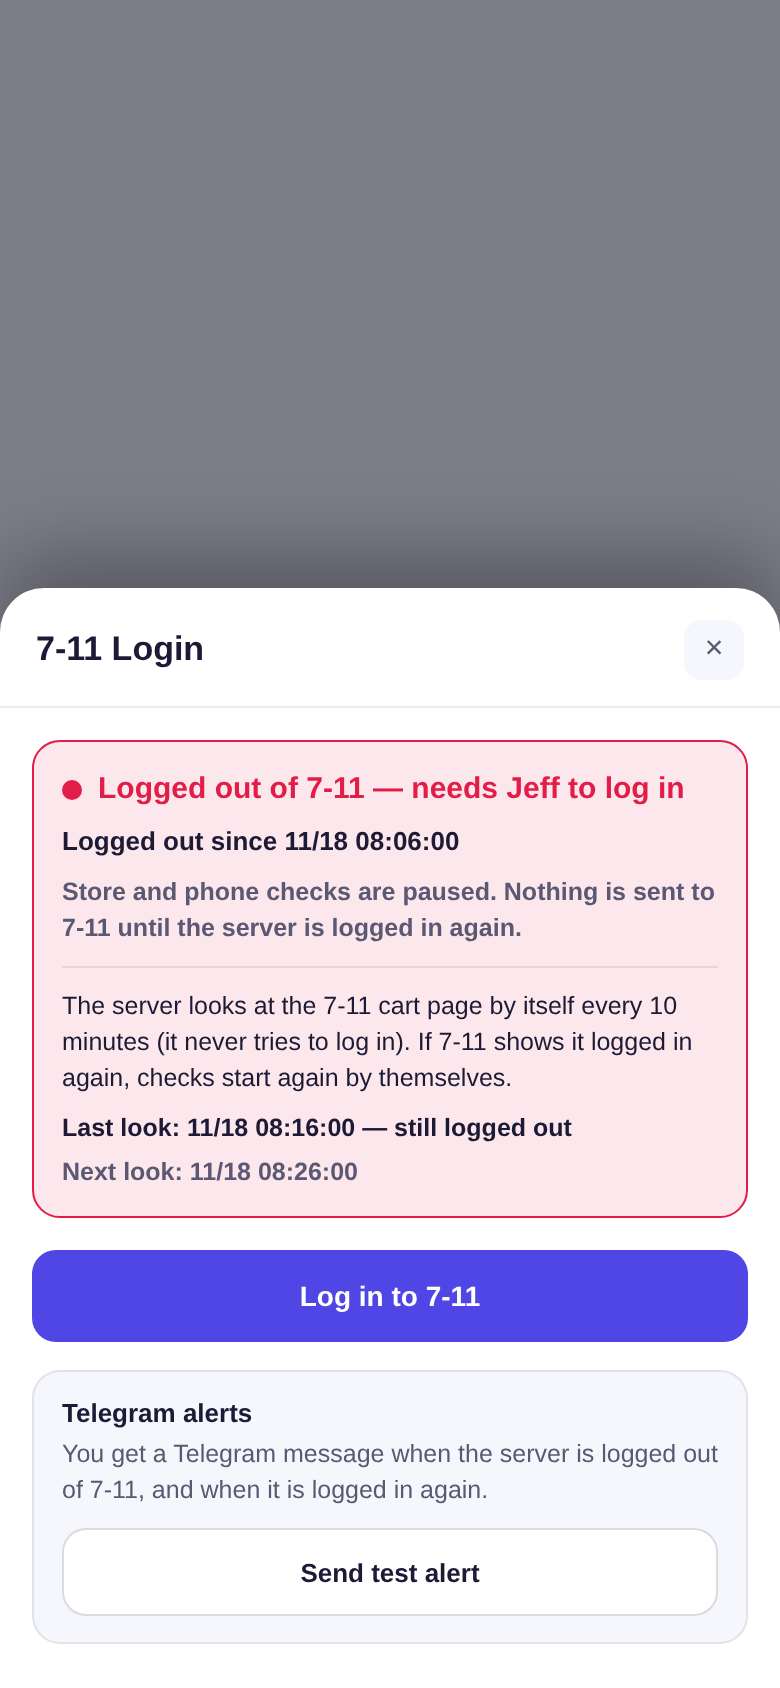 7-11 Login
×
Logged out of 7-11 — needs Jeff to log in
Logged out since 11/18 08:06:00
Store and phone checks are paused. Nothing is sent to
7-11 until the server is logged in again.
The server looks at the 7-11 cart page by itself every 10
minutes (it never tries to log in). If 7-11 shows it logged in
again, checks start again by themselves.
Last look: 11/18 08:16:00 — still logged out
Next look: 11/18 08:26:00
Log in to 7-11
Telegram alerts
You get a Telegram message when the server is logged out
of 7-11, and when it is logged in again.
Send test alert